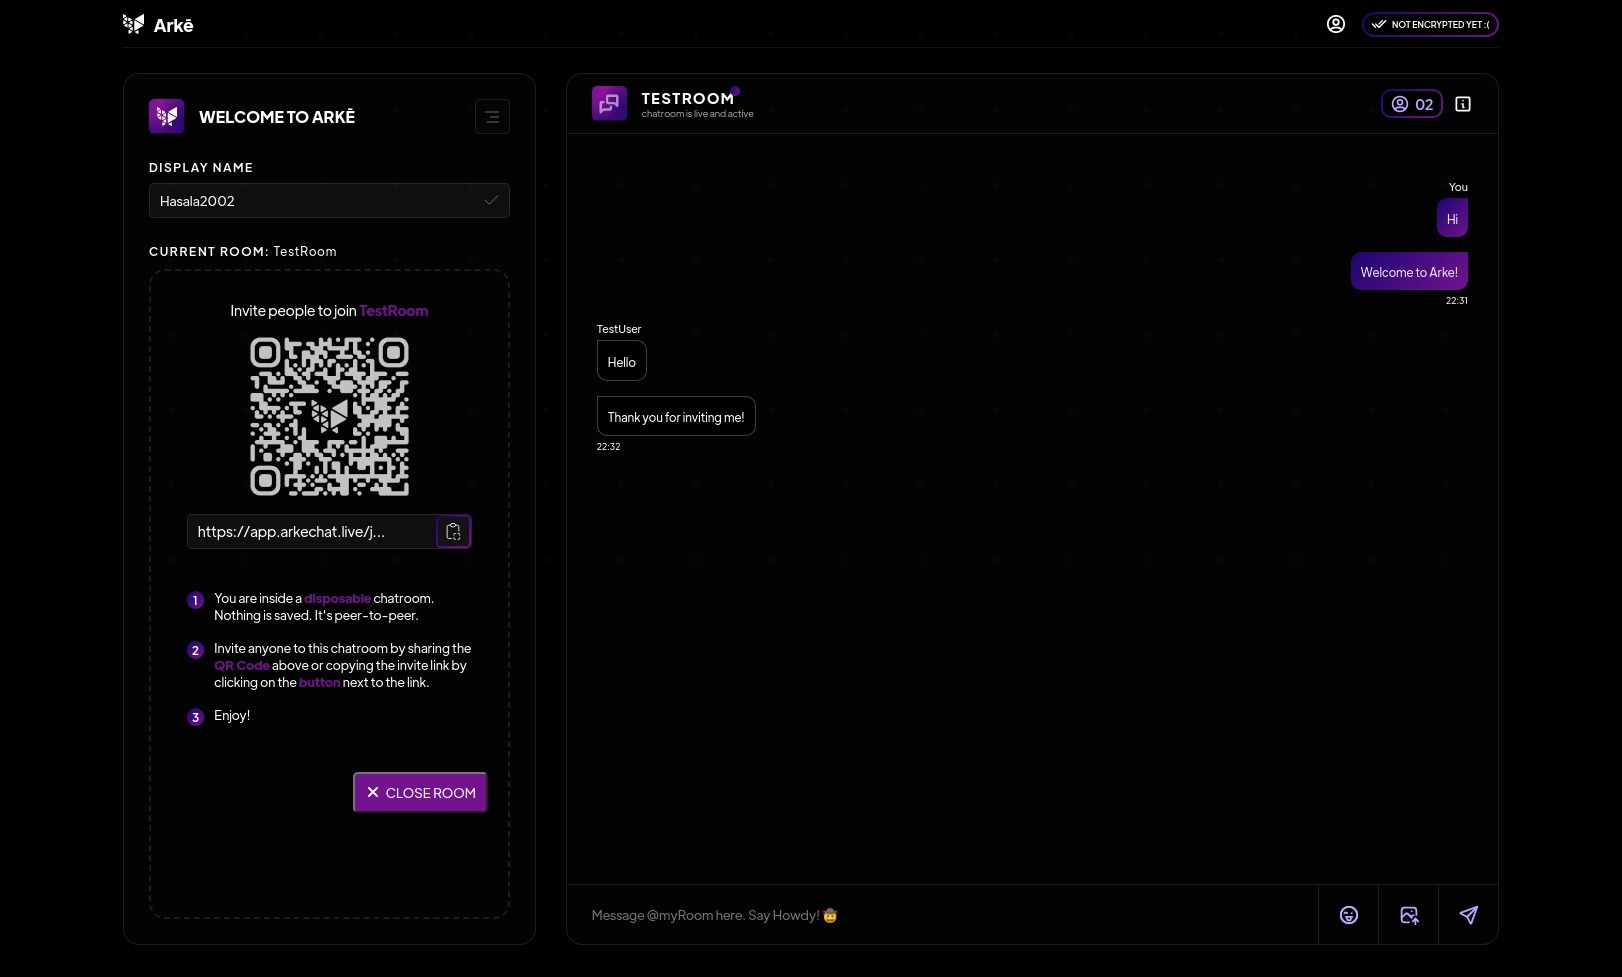 Arkē
NOT ENCRYPTED YET :(
WELCOME TO ARKĒ
DISPLAY NAME
Hasala2002
CURRENT ROOM: TestRoom
Invite people to join TestRoom
https://app.arkechat.live/j...
1 You are inside a disposable chatroom.
Nothing is saved. It's peer-to-peer.
2 Invite anyone to this chatroom by sharing the
QR Code above or copying the invite link by
clicking on the button next to the link.
3 Enjoy!
CLOSE ROOM
TESTROOM
chatroom is live and active
02
You
Hi
Welcome to Arke!
22:31
TestUser
Hello
Thank you for inviting me!
22:32
Message @myRoom here. Say Howdy! 🤠